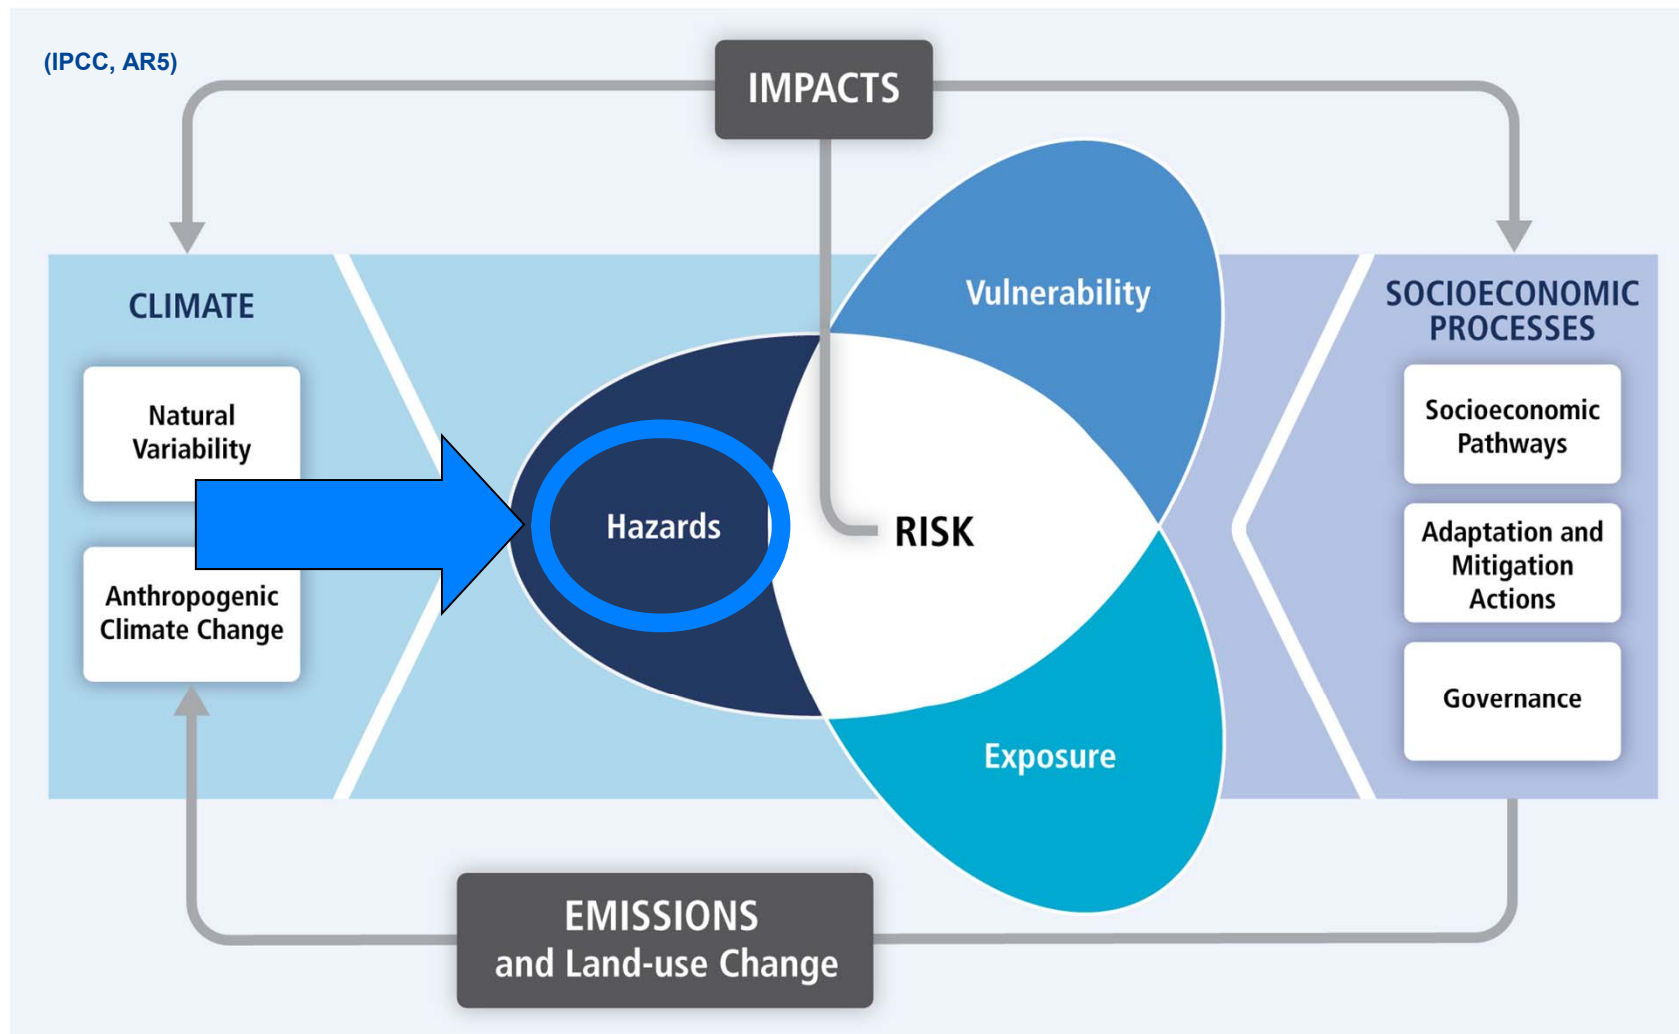 (IPCC, AR5)
IMPACTS
CLIMATE
Natural
Variability
Anthropogenic
Climate Change
Vulnerability
Hazards
RISK
Exposure
SOCIOECONOMIC
PROCESSES
Socioeconomic
Pathways
Adaptation and
Mitigation
Actions
Governance
EMISSIONS
and Land-use Change